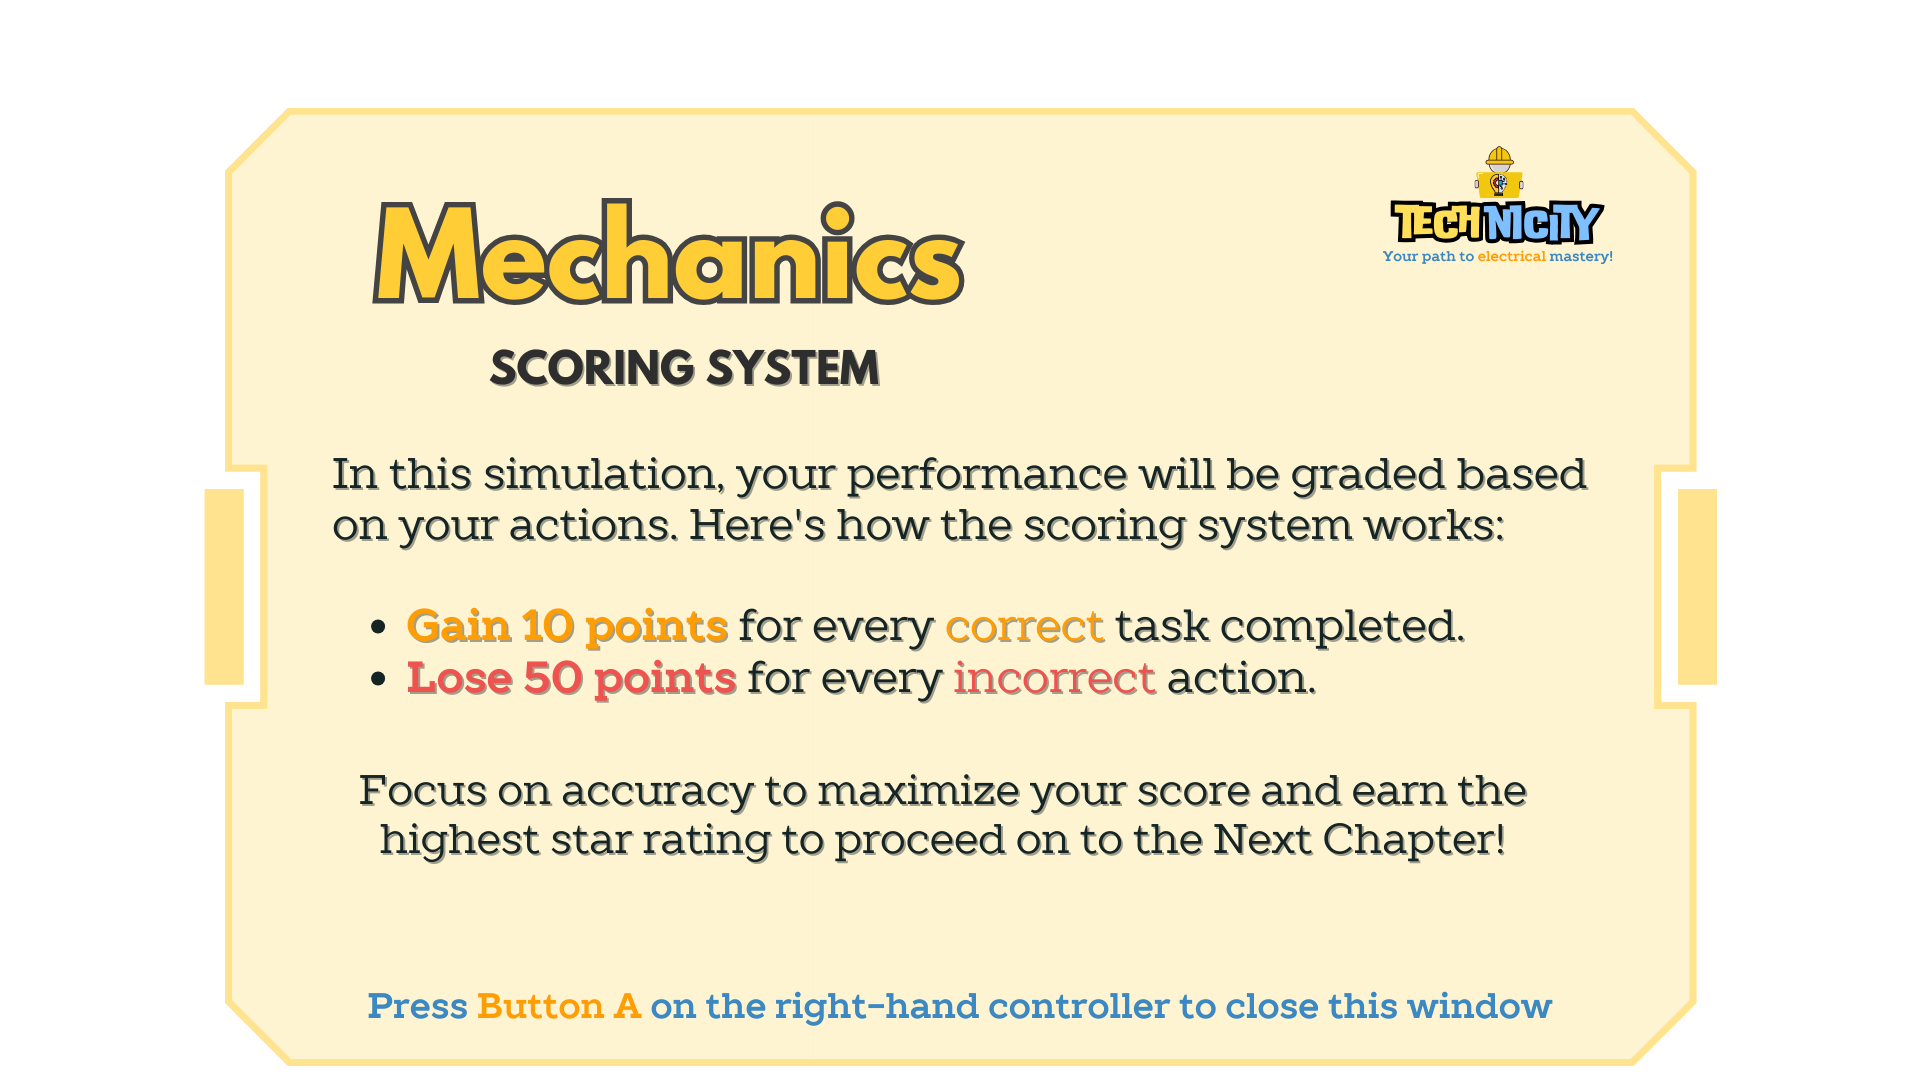 TECHNICITY
Your path to electrical mastery!
Mechanics
SCORING SYSTEM
In this simulation, your performance will be graded based
on your actions. Here's how the scoring system works:
• Gain 10 points for every correct task completed.
• Lose 50 points for every incorrect action.
Focus on accuracy to maximize your score and earn the
highest star rating to proceed on to the Next Chapter!
Press Button A on the right-hand controller to close this window